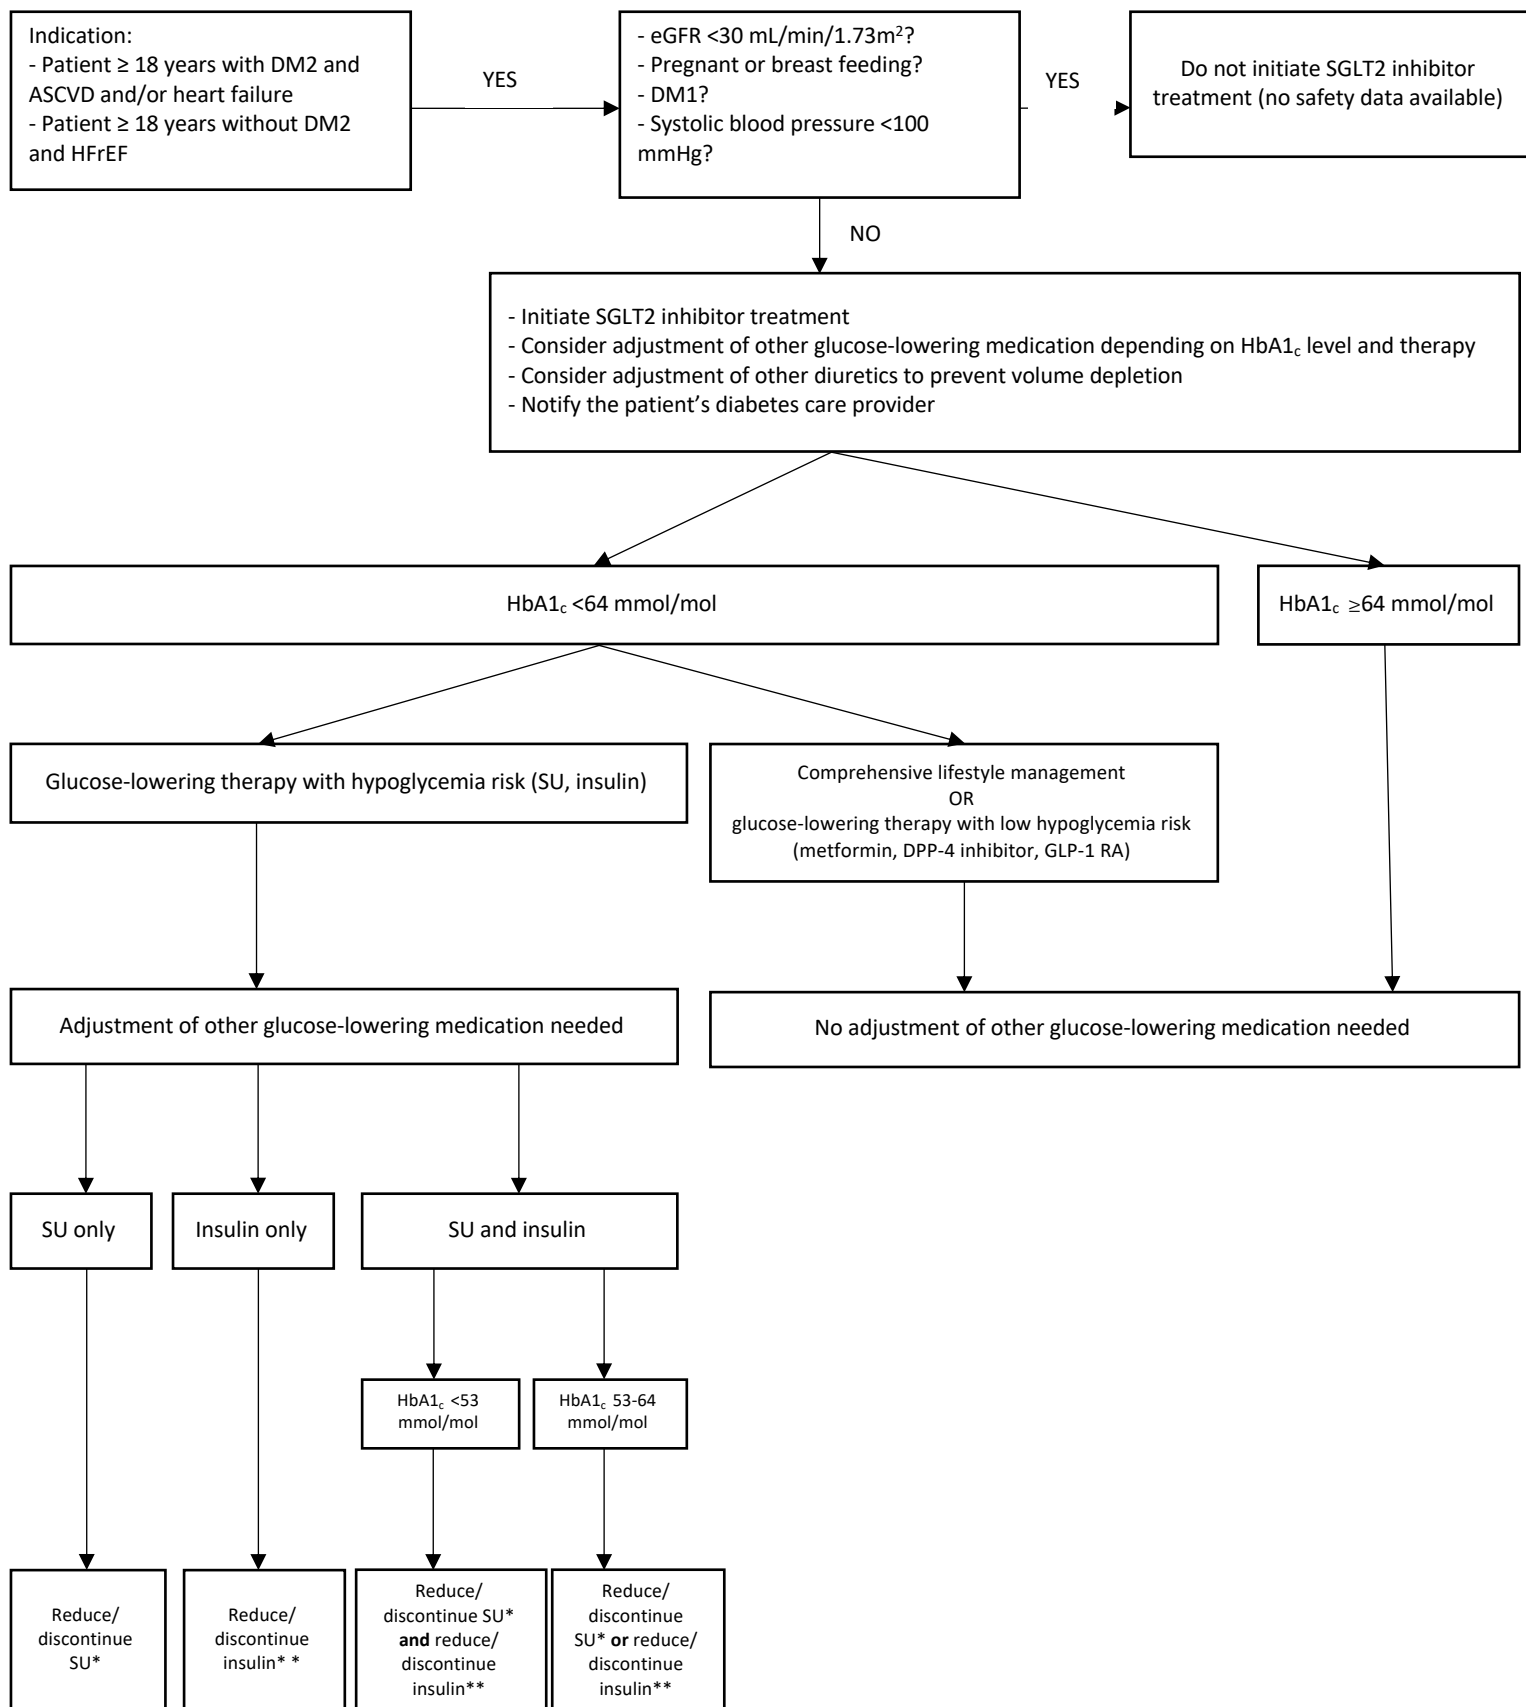 Indication:
- Patient ≥ 18 years with DM2 and
ASCVD and/or heart failure
- Patient ≥ 18 years without DM2
and HFrEF
YES
- eGFR <30 mL/min/1.73m²?
- Pregnant or breast feeding?
- DM1?
- Systolic blood pressure <100
mmHg?
YES
Do not initiate SGLT2 inhibitor
treatment (no safety data available)
NO
- Initiate SGLT2 inhibitor treatment
- Consider adjustment of other glucose-lowering medication depending on HbA1c level and therapy
- Consider adjustment of other diuretics to prevent volume depletion
- Notify the patient’s diabetes care provider
HbA1c <64 mmol/mol
HbA1c ≥64 mmol/mol
Glucose-lowering therapy with hypoglycemia risk (SU, insulin)
Comprehensive lifestyle management
OR
glucose-lowering therapy with low hypoglycemia risk
(metformin, DPP-4 inhibitor, GLP-1 RA)
Adjustment of other glucose-lowering medication needed
No adjustment of other glucose-lowering medication needed
SU only
Insulin only
SU and insulin
HbA1c <53
mmol/mol
HbA1c 53-64
mmol/mol
Reduce/
discontinue
SU*
Reduce/
discontinue
insulin* *
Reduce/
discontinue SU*
and reduce/
discontinue
insulin**
Reduce/
discontinue
SU* or reduce/
discontinue
insulin**